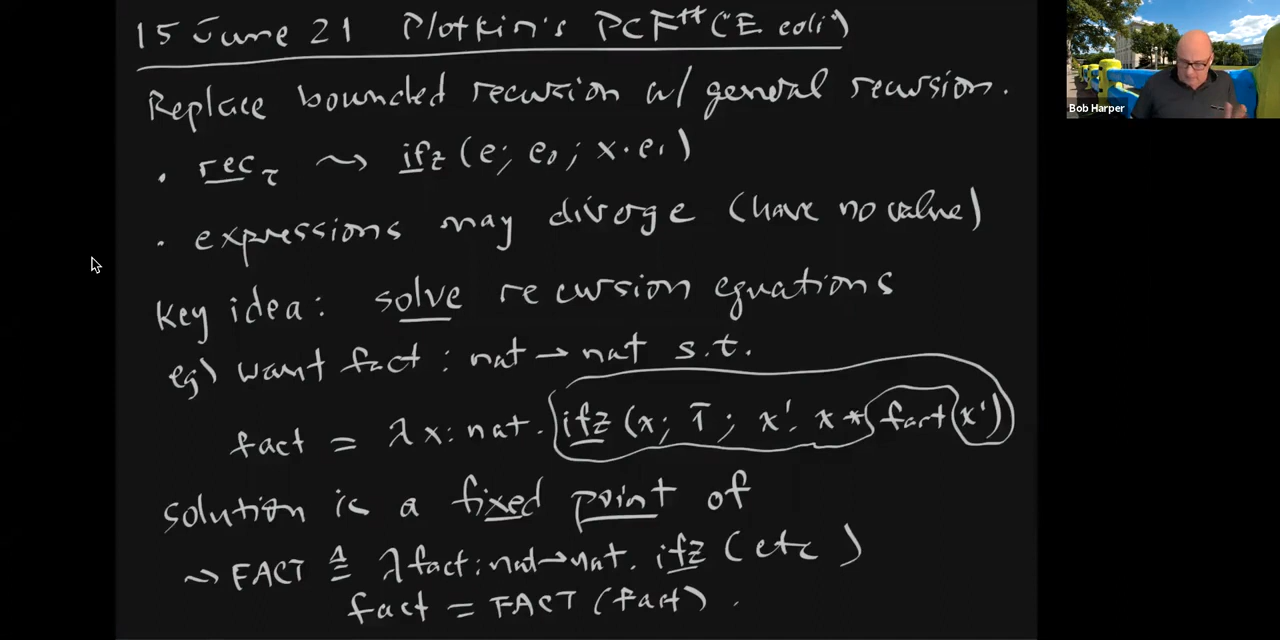 15 June 21 Plotkin's PCF## ("E coli")
Bob Harper
Replace bounded recursion w/ general recursion.
· rec_τ ⤳ ifz (e; e₀; x.e₁)
· expressions may diverge (have no value)
Key idea: solve recursion equations
eg) want fact : nat → nat s.t.
fact = λ x: nat. ifz (x; 1̄; x'. x * fact (x'))
solution is a fixed point of
⤳ FACT ≜ λ fact: nat→nat. ifz (etc)
fact = FACT (fact).